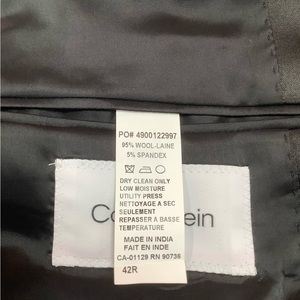 PO# 4900122997
95% WOOL-LAINE
5% SPANDEX
DRY CLEAN ONLY
LOW MOISTURE
UTILITY PRESS
NETTOYAGE A SEC
SEULEMENT
REPASSER A BASSE
TEMPERATURE
MADE IN INDIA
FAIT EN INDE
CA-01129 RN 90736
42R